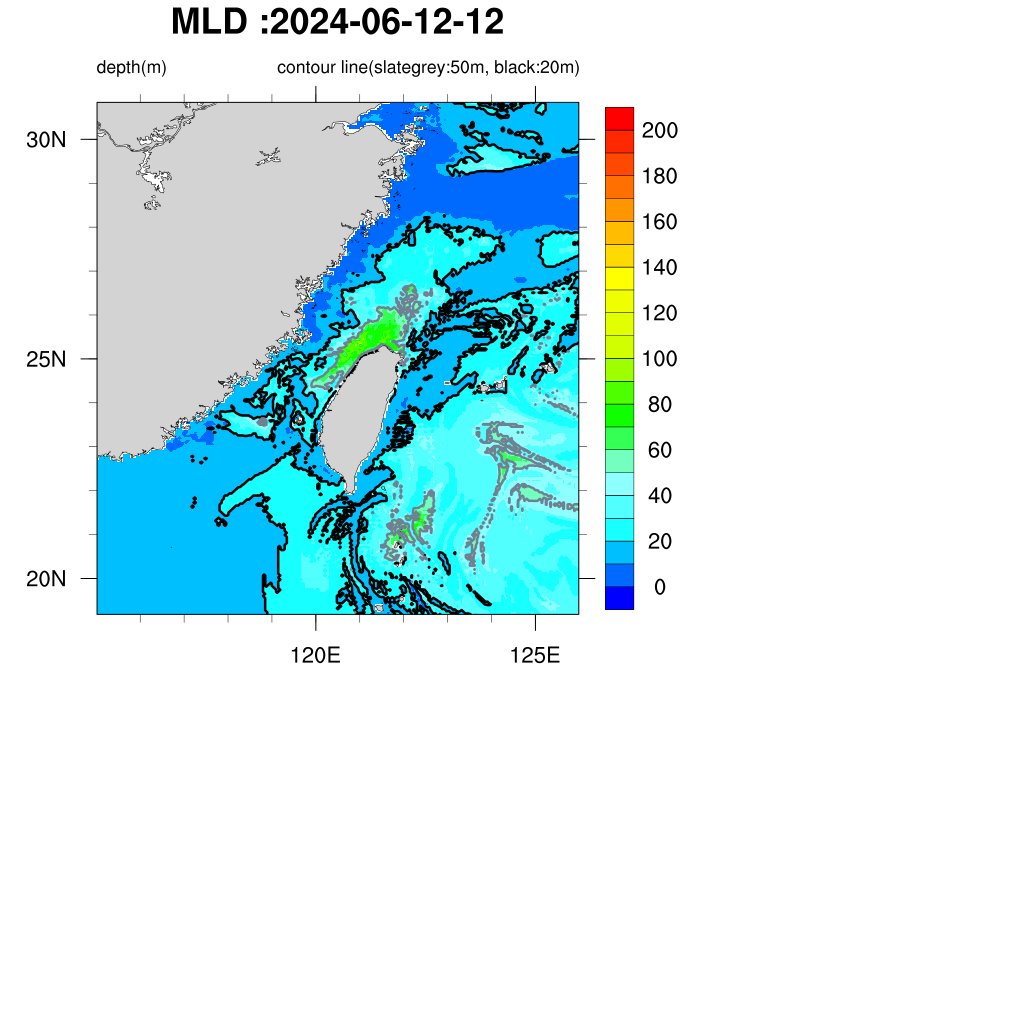 MLD :2024-06-12-12
depth(m)
contour line(slategrey:50m, black:20m)
30N
25N
20N
120E
125E
200
180
160
140
120
100
80
60
40
20
0